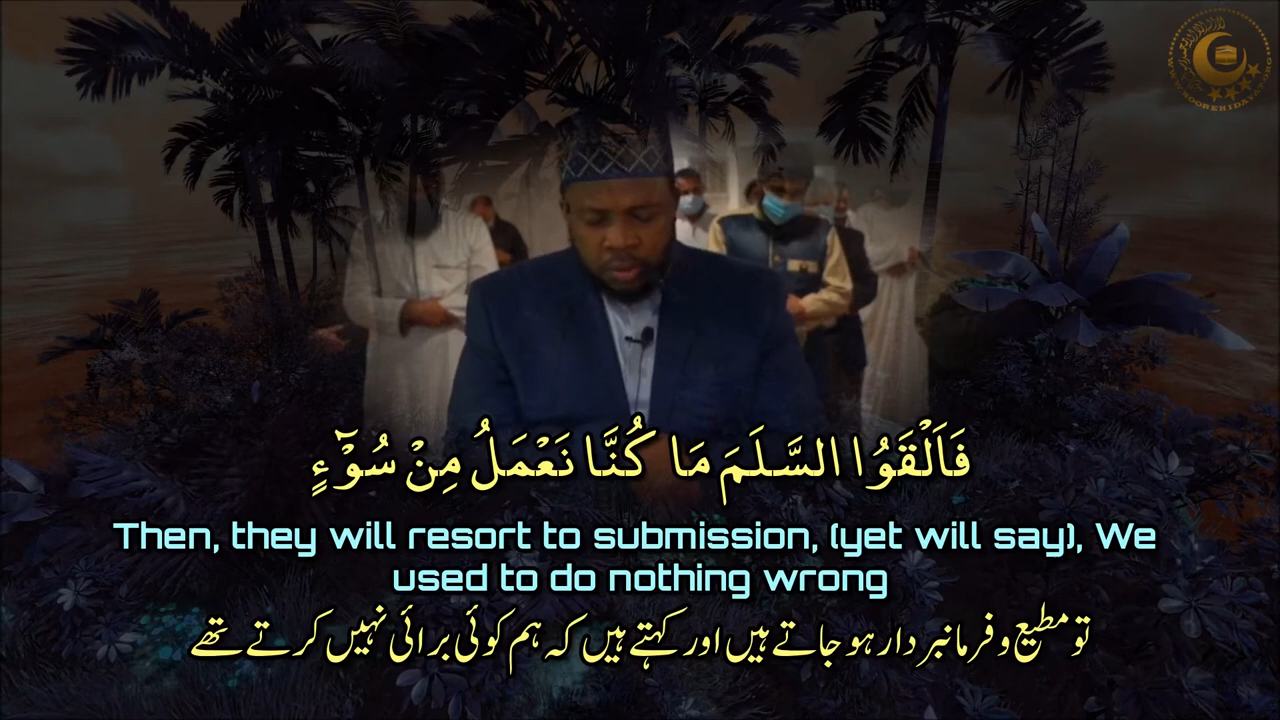 فَاَلْقَوُا السَّلَمَ مَا كُنَّا نَعْمَلُ مِنْ سُوْٓءٍ
Then, they will resort to submission, (yet will say), We
used to do nothing wrong
تو مطیع و فرمانبردار ہو جاتے ہیں اور کہتے ہیں کہ ہم کوئی برائی نہیں کرتے تھے